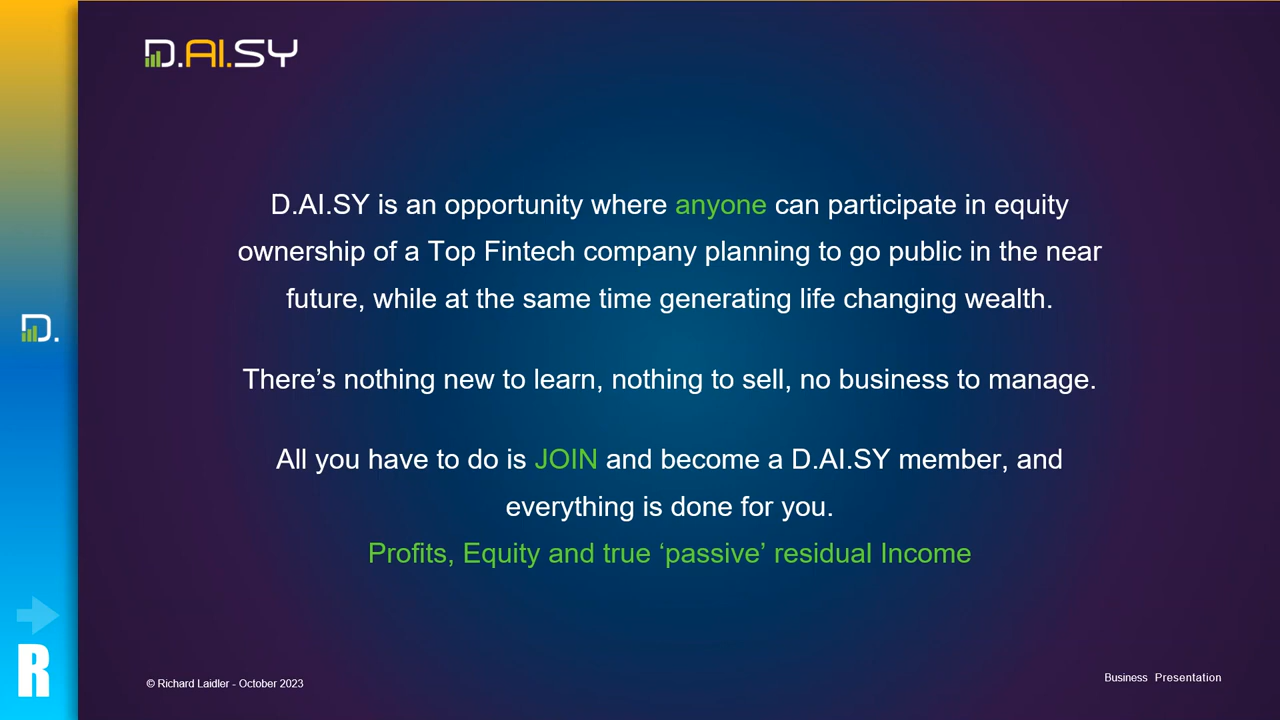 D.AI.SY
D.AI.SY is an opportunity where anyone can participate in equity
ownership of a Top Fintech company planning to go public in the near
future, while at the same time generating life changing wealth.
There’s nothing new to learn, nothing to sell, no business to manage.
D.
All you have to do is JOIN and become a D.AI.SY member, and
everything is done for you.
Profits, Equity and true ‘passive’ residual Income
R
© Richard Laidler - October 2023
Business Presentation